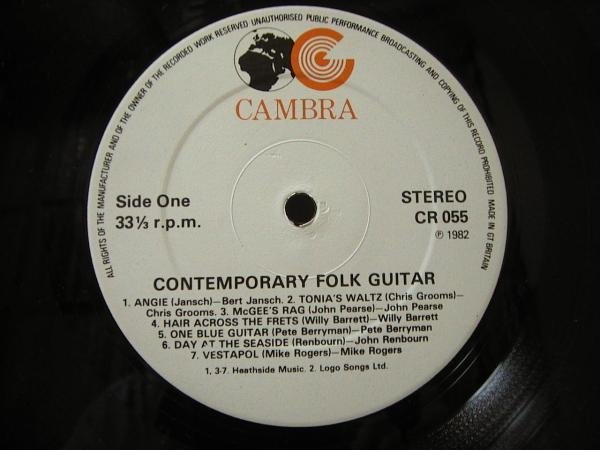 ALL RIGHTS OF THE MANUFACTURER AND OF THE OWNER OF THE RECORDED WORK RESERVED UNAUTHORISED PUBLIC PERFORMANCE BROADCASTING AND COPYING OF THIS RECORD PROHIBITED MADE IN GT BRITAIN
CAMBRA
Side One
33⅓ r.p.m.
STEREO
CR 055
℗ 1982
CONTEMPORARY FOLK GUITAR
1. ANGIE (Jansch)—Bert Jansch. 2. TONIA'S WALTZ (Chris Grooms)—
Chris Grooms. 3. McGEE'S RAG (John Pearse)—John Pearse
4. HAIR ACROSS THE FRETS (Willy Barrett)—Willy Barrett
5. ONE BLUE GUITAR (Pete Berryman)—Pete Berryman
6. DAY AT THE SEASIDE (Renbourn)—John Renbourn
7. VESTAPOL (Mike Rogers)—Mike Rogers
1, 3-7. Heathside Music. 2. Logo Songs Ltd.